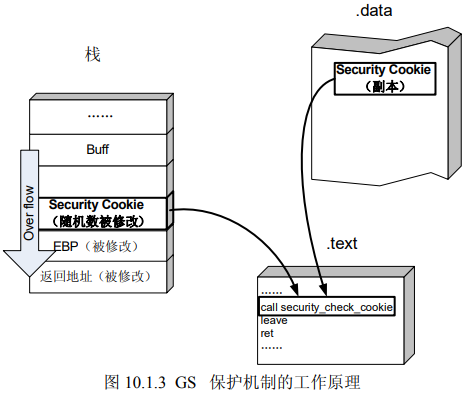 .data
栈
Security Cookie
（副本）
……
Buff
Over flow
Security Cookie
（随机数被修改）
EBP（被修改）
返回地址（被修改）
.text
……
call security_check_cookie
leave
ret
……
图 10.1.3 GS 保护机制的工作原理